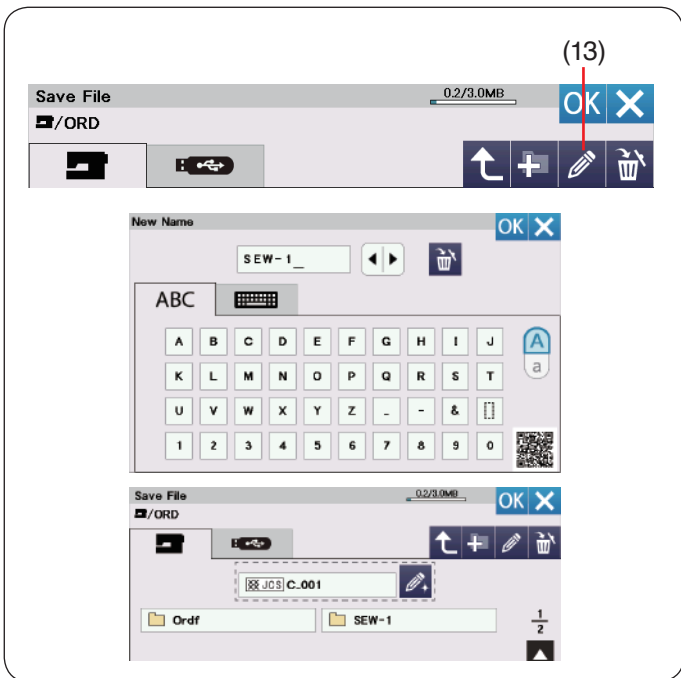 (13)
Save File 0.2/3.0MB OK
/ORD
New Name OK
SEW-1_
ABC
A B C D E F G H I J A
K L M N O P Q R S T a
U V W X Y Z _ - &
1 2 3 4 5 6 7 8 9 0
Save File 0.2/3.0MB OK
/ORD
JCS C_001
Ordf SEW-1 1
2